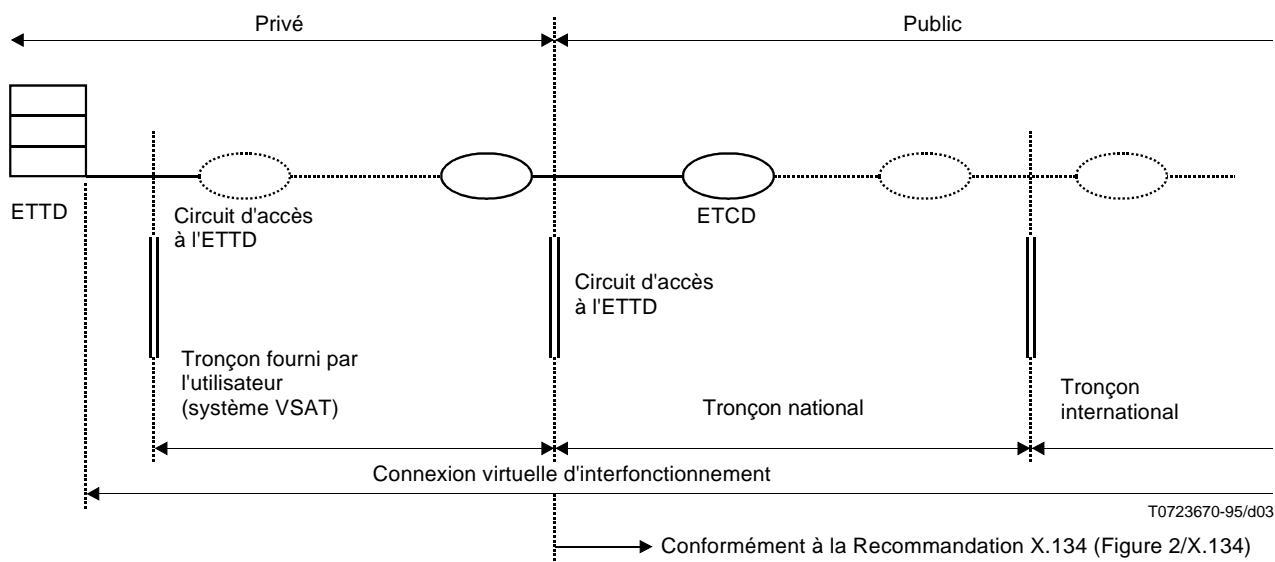 Privé
Public
ETTD
Circuit d'accès
à l'ETTD
ETCD
Circuit d'accès
à l'ETTD
Tronçon fourni par
l'utilisateur
(système VSAT)
Tronçon national
Tronçon
international
Connexion virtuelle d'interfonctionnement
T0723670-95/d03
Conformément à la Recommandation X.134 (Figure 2/X.134)